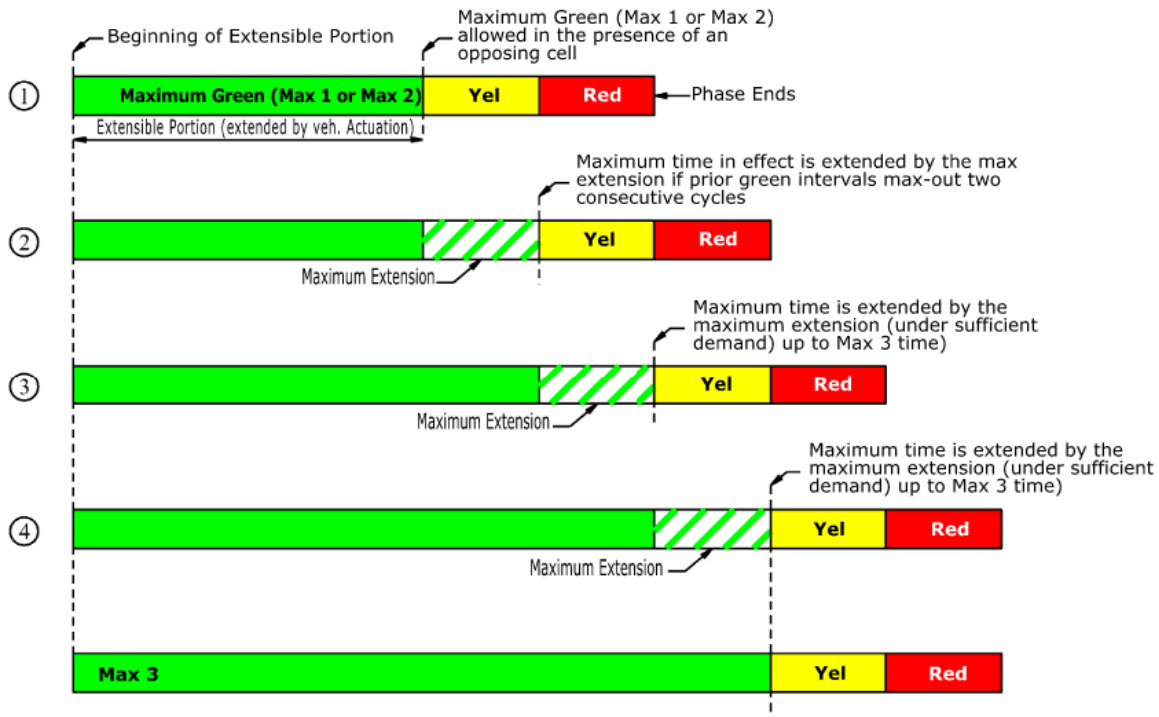 Beginning of Extensible Portion
Maximum Green (Max 1 or Max 2)
allowed in the presence of an
opposing cell
① Maximum Green (Max 1 or Max 2) Yel Red Phase Ends
Extensible Portion (extended by veh. Actuation)
Maximum time in effect is extended by the max
extension if prior green intervals max-out two
consecutive cycles
② Yel Red
Maximum Extension
Maximum time is extended by the
maximum extension (under sufficient
demand) up to Max 3 time)
③ Yel Red
Maximum Extension
Maximum time is extended by the
maximum extension (under sufficient
demand) up to Max 3 time)
④ Yel Red
Maximum Extension
Max 3 Yel Red